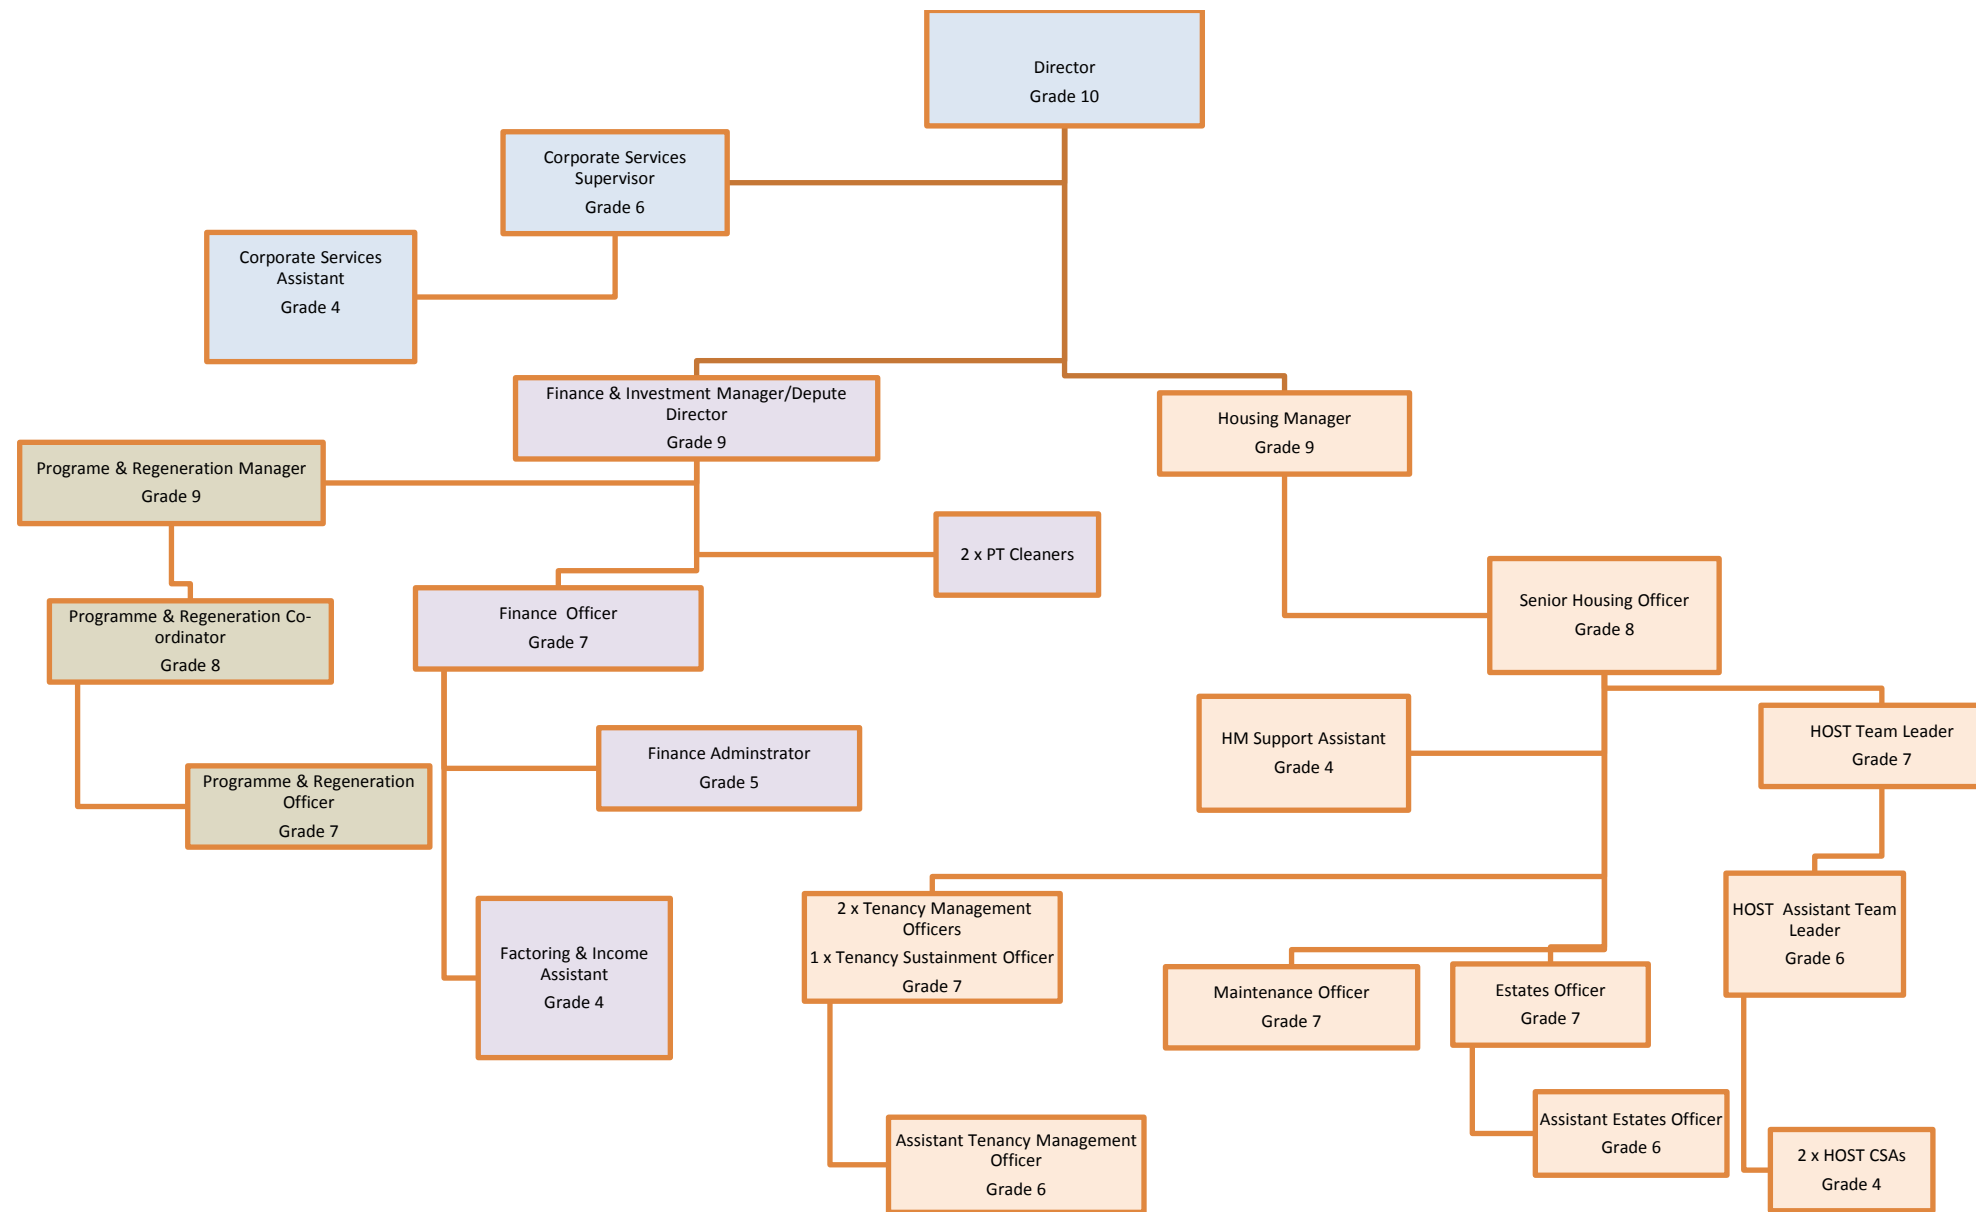 Director
Grade 10
Corporate Services
Supervisor
Grade 6
Corporate Services
Assistant
Grade 4
Finance & Investment Manager/Depute
Director
Grade 9
Housing Manager
Grade 9
Programe & Regeneration Manager
Grade 9
2 x PT Cleaners
Senior Housing Officer
Grade 8
Finance  Officer
Grade 7
Programme & Regeneration Co-
ordinator
Grade 8
HM Support Assistant
Grade 4
HOST Team Leader
Grade 7
Finance Adminstrator
Grade 5
Programme & Regeneration
Officer
Grade 7
HOST  Assistant Team
Leader
Grade 6
2 x Tenancy Management
Officers
1 x Tenancy Sustainment Officer
Grade 7
Factoring & Income
Assistant
Grade 4
Maintenance Officer
Grade 7
Estates Officer
Grade 7
Assistant Estates Officer
Grade 6
Assistant Tenancy Management
Officer
Grade 6
2 x HOST CSAs
Grade 4